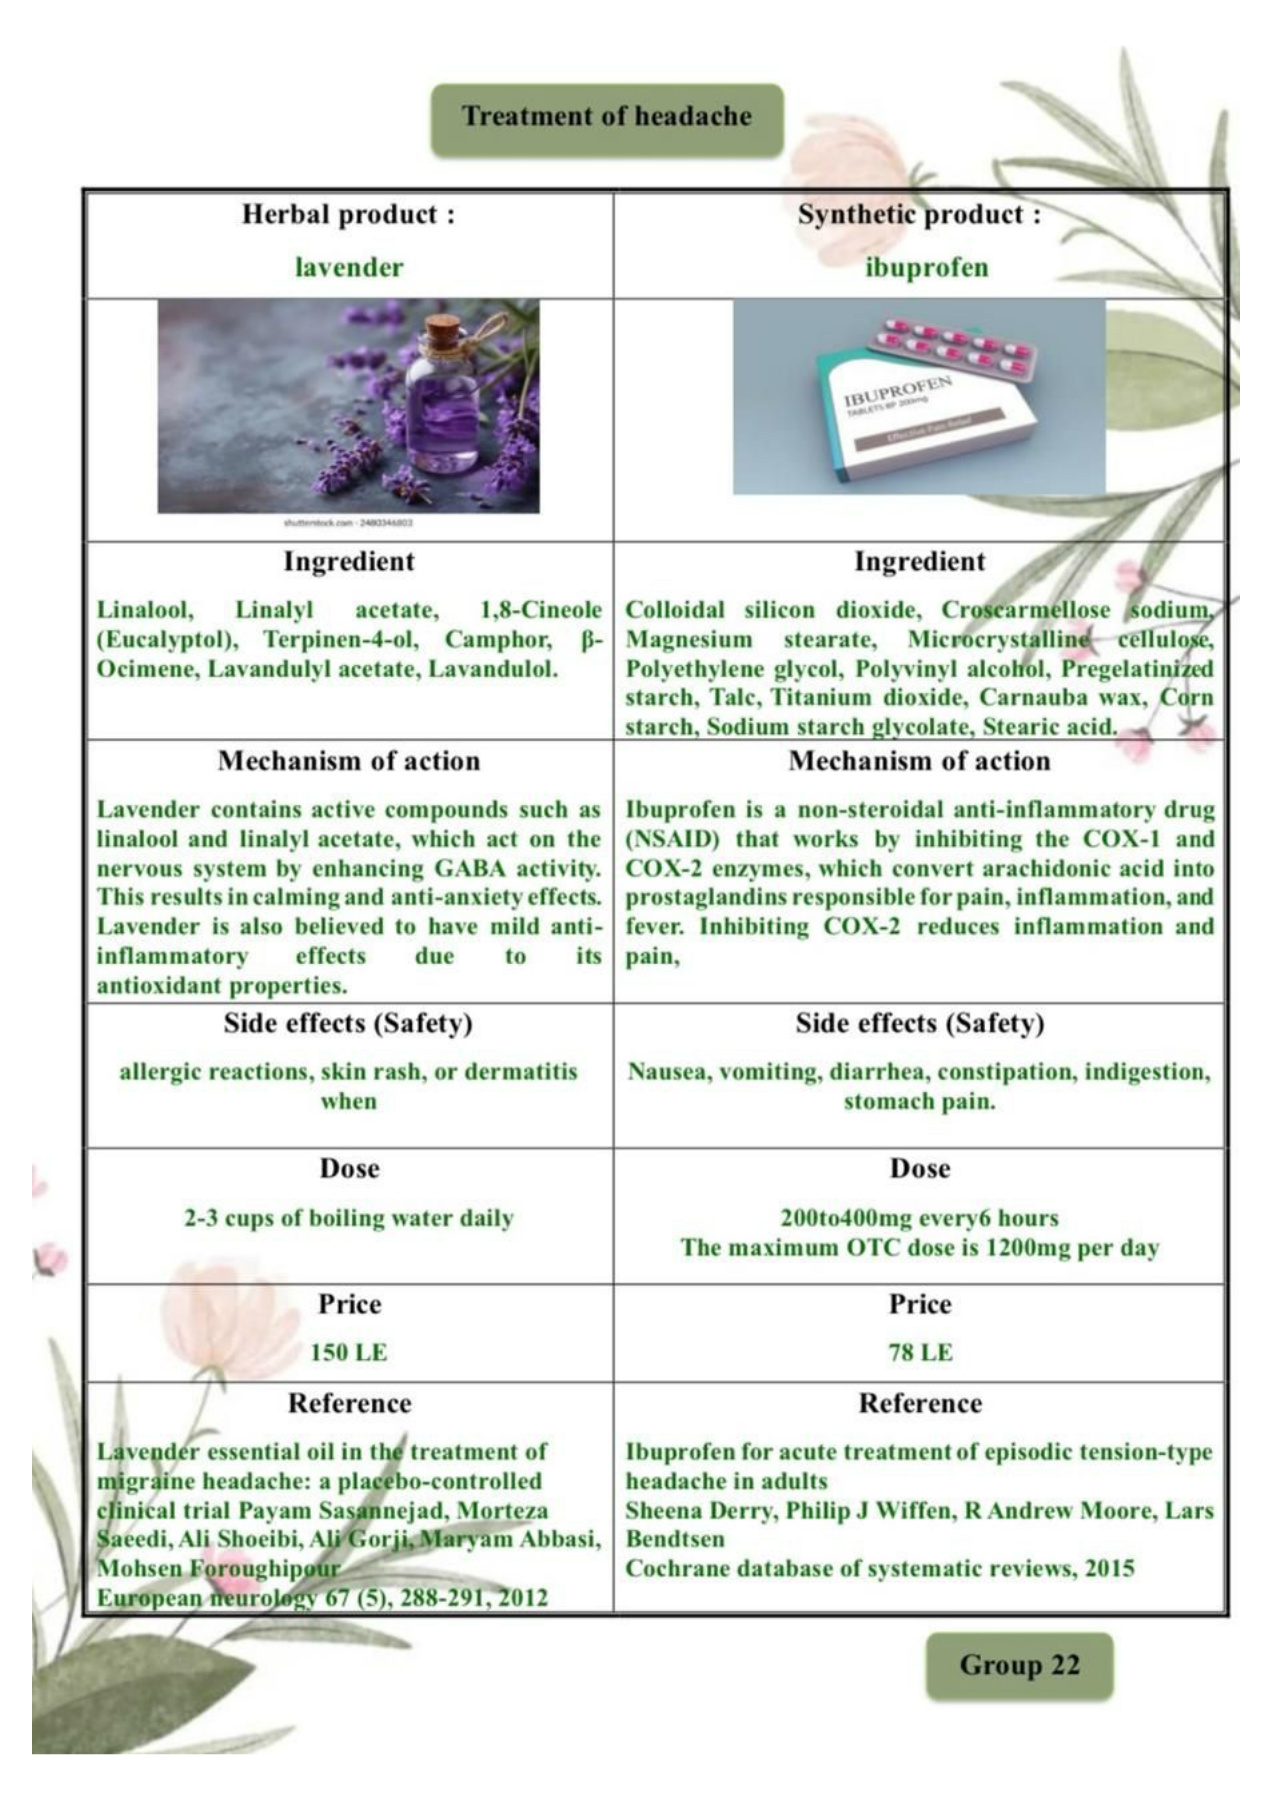 Treatment of headache
Herbal product :
lavender
Synthetic product :
ibuprofen
shutterstock.com · 2480346803
IBUPROFEN
TABLETS BP 200mg
Effective Pain Relief
Ingredient
Linalool, Linalyl acetate, 1,8-Cineole
(Eucalyptol), Terpinen-4-ol, Camphor, β-
Ocimene, Lavandulyl acetate, Lavandulol.
Ingredient
Colloidal silicon dioxide, Croscarmellose sodium,
Magnesium stearate, Microcrystalline cellulose,
Polyethylene glycol, Polyvinyl alcohol, Pregelatinized
starch, Talc, Titanium dioxide, Carnauba wax, Corn
starch, Sodium starch glycolate, Stearic acid.
Mechanism of action
Lavender contains active compounds such as
linalool and linalyl acetate, which act on the
nervous system by enhancing GABA activity.
This results in calming and anti-anxiety effects.
Lavender is also believed to have mild anti-
inflammatory effects due to its
antioxidant properties.
Mechanism of action
Ibuprofen is a non-steroidal anti-inflammatory drug
(NSAID) that works by inhibiting the COX-1 and
COX-2 enzymes, which convert arachidonic acid into
prostaglandins responsible for pain, inflammation, and
fever. Inhibiting COX-2 reduces inflammation and
pain,
Side effects (Safety)
allergic reactions, skin rash, or dermatitis
when
Side effects (Safety)
Nausea, vomiting, diarrhea, constipation, indigestion,
stomach pain.
Dose
2-3 cups of boiling water daily
Dose
200to400mg every6 hours
The maximum OTC dose is 1200mg per day
Price
150 LE
Price
78 LE
Reference
Lavender essential oil in the treatment of
migraine headache: a placebo-controlled
clinical trial Payam Sasannejad, Morteza
Saeedi, Ali Shoeibi, Ali Gorji, Maryam Abbasi,
Mohsen Foroughipour
European neurology 67 (5), 288-291, 2012
Reference
Ibuprofen for acute treatment of episodic tension-type
headache in adults
Sheena Derry, Philip J Wiffen, R Andrew Moore, Lars
Bendtsen
Cochrane database of systematic reviews, 2015
Group 22